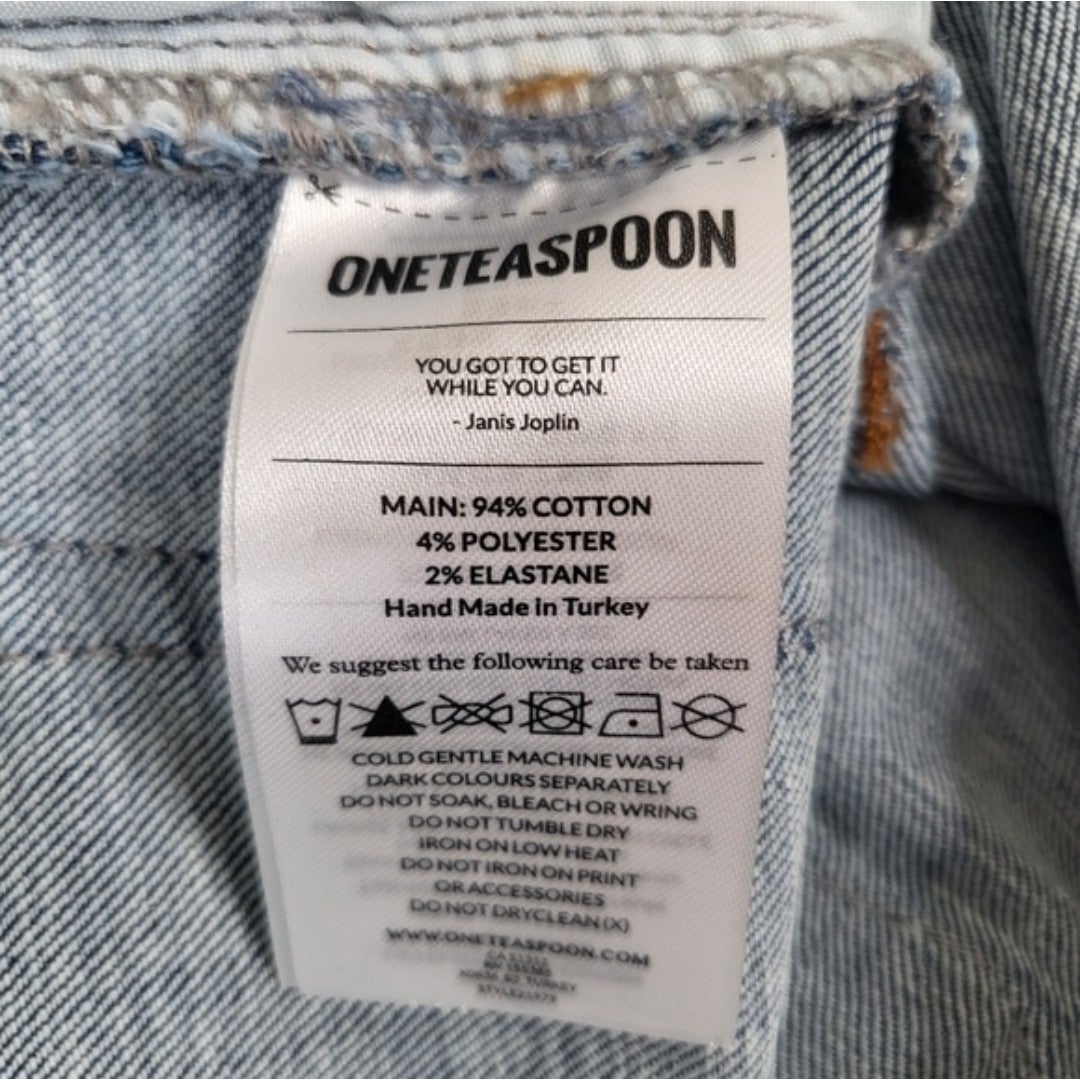 ONETEASPOON
YOU GOT TO GET IT
WHILE YOU CAN.
- Janis Joplin
MAIN: 94% COTTON
4% POLYESTER
2% ELASTANE
Hand Made in Turkey
We suggest the following care be taken
COLD GENTLE MACHINE WASH
DARK COLOURS SEPARATELY
DO NOT SOAK, BLEACH OR WRING
DO NOT TUMBLE DRY
IRON ON LOW HEAT
DO NOT IRON ON PRINT
OR ACCESSORIES
DO NOT DRYCLEAN (X)
WWW.ONETEASPOON.COM
TURKEY